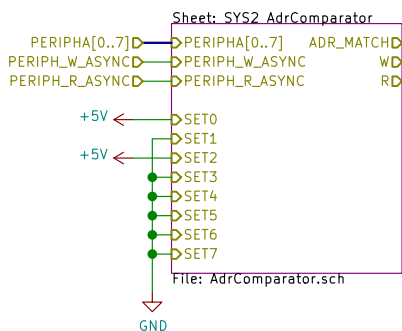 Sheet: SYS2 AdrComparator
PERIPHA[0..7] PERIPHA[0..7] ADR_MATCH
PERIPH_W_ASYNC PERIPH_W_ASYNC W
PERIPH_R_ASYNC PERIPH_R_ASYNC R
+5V SET0
SET1
+5V SET2
SET3
SET4
SET5
SET6
SET7
File: AdrComparator.sch
GND